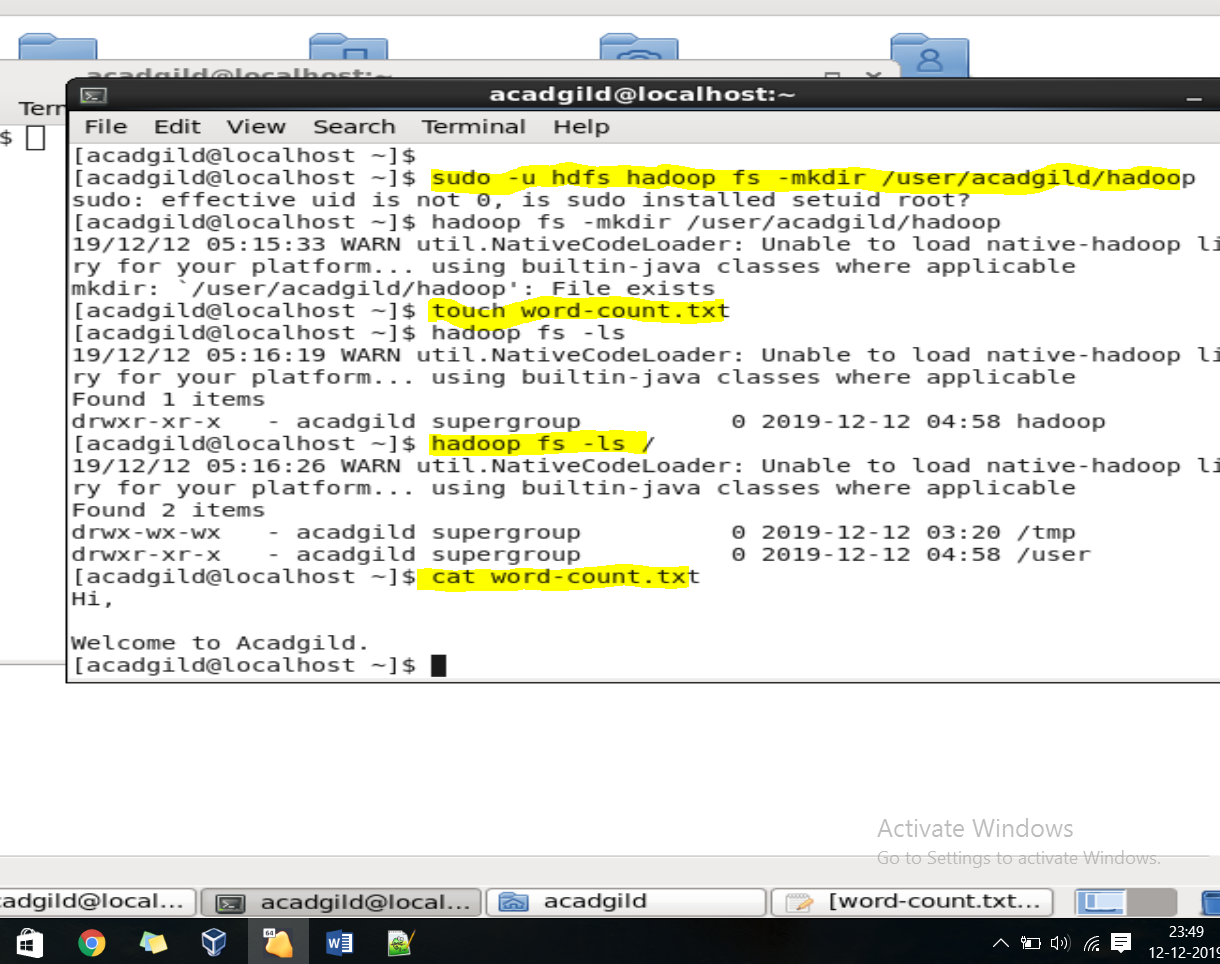 acadgild@localhost:~
Term
$
acadgild@localhost:~
File Edit View Search Terminal Help
[acadgild@localhost ~]$
[acadgild@localhost ~]$ sudo -u hdfs hadoop fs -mkdir /user/acadgild/hadoop
sudo: effective uid is not 0, is sudo installed setuid root?
[acadgild@localhost ~]$ hadoop fs -mkdir /user/acadgild/hadoop
19/12/12 05:15:33 WARN util.NativeCodeLoader: Unable to load native-hadoop li
ry for your platform... using builtin-java classes where applicable
mkdir: `/user/acadgild/hadoop': File exists
[acadgild@localhost ~]$ touch word-count.txt
[acadgild@localhost ~]$ hadoop fs -ls
19/12/12 05:16:19 WARN util.NativeCodeLoader: Unable to load native-hadoop li
ry for your platform... using builtin-java classes where applicable
Found 1 items
drwxr-xr-x - acadgild supergroup 0 2019-12-12 04:58 hadoop
[acadgild@localhost ~]$ hadoop fs -ls /
19/12/12 05:16:26 WARN util.NativeCodeLoader: Unable to load native-hadoop li
ry for your platform... using builtin-java classes where applicable
Found 2 items
drwx-wx-wx - acadgild supergroup 0 2019-12-12 03:20 /tmp
drwxr-xr-x - acadgild supergroup 0 2019-12-12 04:58 /user
[acadgild@localhost ~]$ cat word-count.txt
Hi,
Welcome to Acadgild.
[acadgild@localhost ~]$
Activate Windows
Go to Settings to activate Windows.
cadgild@local... acadgild@local... acadgild [word-count.txt...
64
23:49
12-12-2019